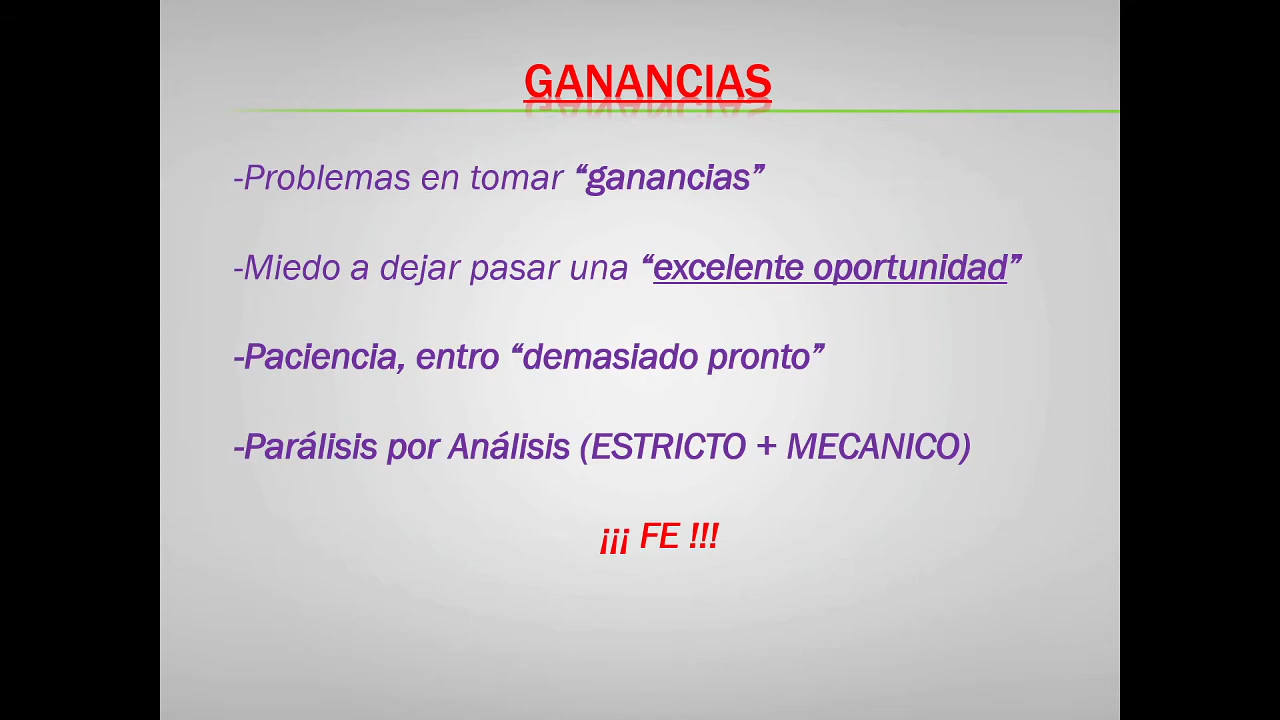 GANANCIAS
-Problemas en tomar “ganancias”
-Miedo a dejar pasar una “excelente oportunidad”
-Paciencia, entro “demasiado pronto”
-Parálisis por Análisis (ESTRICTO + MECANICO)
¡¡¡ FE !!!